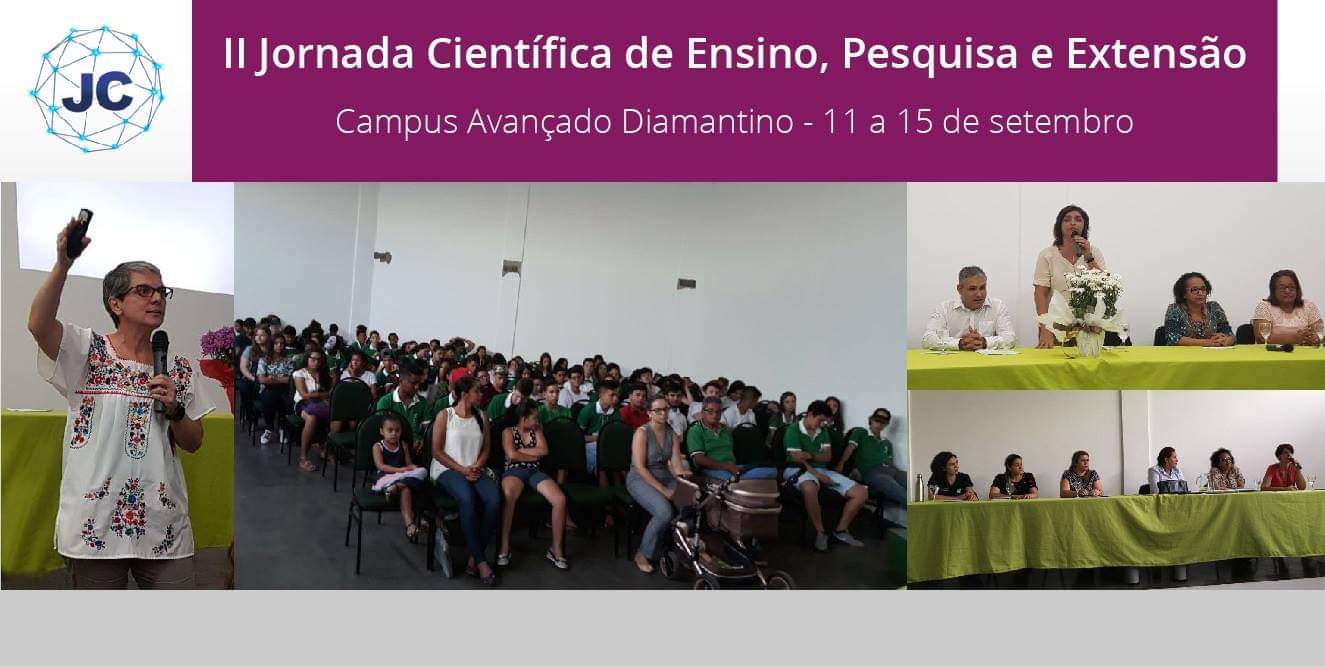 JC
II Jornada Científica de Ensino, Pesquisa e Extensão
Campus Avançado Diamantino - 11 a 15 de setembro